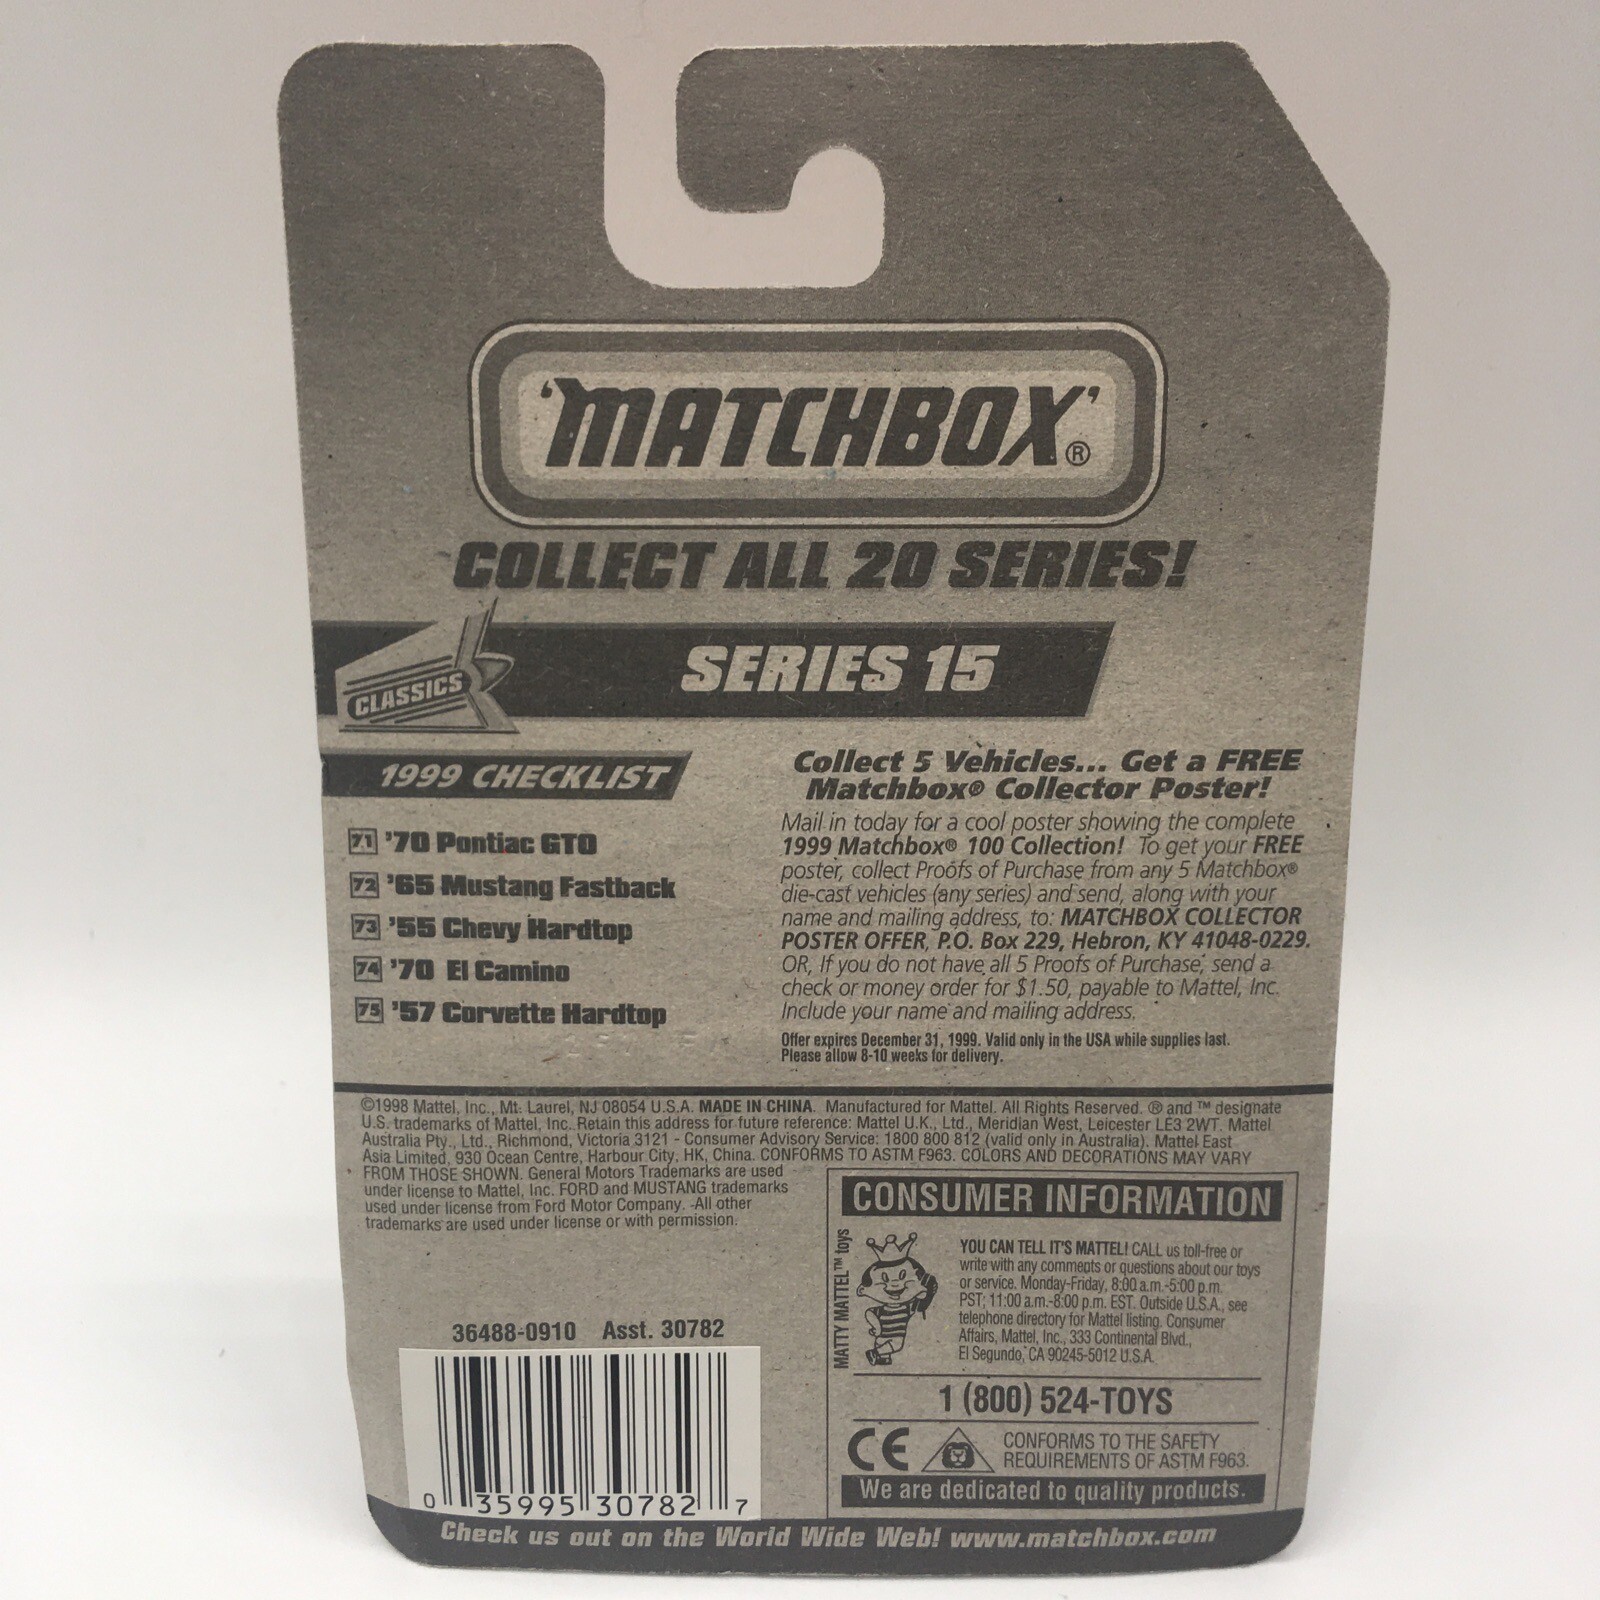 'MATCHBOX'®
COLLECT ALL 20 SERIES!
CLASSICS
SERIES 15
1999 CHECKLIST
71 '70 Pontiac GTO
72 '65 Mustang Fastback
73 '55 Chevy Hardtop
74 '70 El Camino
75 '57 Corvette Hardtop
Collect 5 Vehicles... Get a FREE
Matchbox® Collector Poster!
Mail in today for a cool poster showing the complete
1999 Matchbox® 100 Collection! To get your FREE
poster, collect Proofs of Purchase from any 5 Matchbox®
die-cast vehicles (any series) and send, along with your
name and mailing address, to: MATCHBOX COLLECTOR
POSTER OFFER, P.O. Box 229, Hebron, KY 41048-0229.
OR, If you do not have all 5 Proofs of Purchase, send a
check or money order for $1.50, payable to Mattel, Inc.
Include your name and mailing address.
Offer expires December 31, 1999. Valid only in the USA while supplies last.
Please allow 8-10 weeks for delivery.
©1998 Mattel, Inc., Mt. Laurel, NJ 08054 U.S.A. MADE IN CHINA. Manufactured for Mattel. All Rights Reserved. ® and ™ designate
U.S. trademarks of Mattel, Inc. Retain this address for future reference: Mattel U.K., Ltd., Meridian West, Leicester LE3 2WT. Mattel
Australia Pty., Ltd., Richmond, Victoria 3121 - Consumer Advisory Service: 1800 800 812 (valid only in Australia). Mattel East
Asia Limited, 930 Ocean Centre, Harbour City, HK, China. CONFORMS TO ASTM F963. COLORS AND DECORATIONS MAY VARY
FROM THOSE SHOWN. General Motors Trademarks are used
under license to Mattel, Inc. FORD and MUSTANG trademarks
used under license from Ford Motor Company. All other
trademarks are used under license or with permission.
36488-0910 Asst. 30782
0 35995 30782 7
CONSUMER INFORMATION
MATTY MATTEL™ toys
YOU CAN TELL IT'S MATTEL! CALL us toll-free or
write with any comments or questions about our toys
or service. Monday-Friday, 8:00 a.m.-5:00 p.m.
PST; 11:00 a.m.-8:00 p.m. EST. Outside U.S.A., see
telephone directory for Mattel listing. Consumer
Affairs, Mattel, Inc., 333 Continental Blvd.,
El Segundo, CA 90245-5012 U.S.A.
1 (800) 524-TOYS
CE
CONFORMS TO THE SAFETY
REQUIREMENTS OF ASTM F963.
We are dedicated to quality products.
Check us out on the World Wide Web! www.matchbox.com